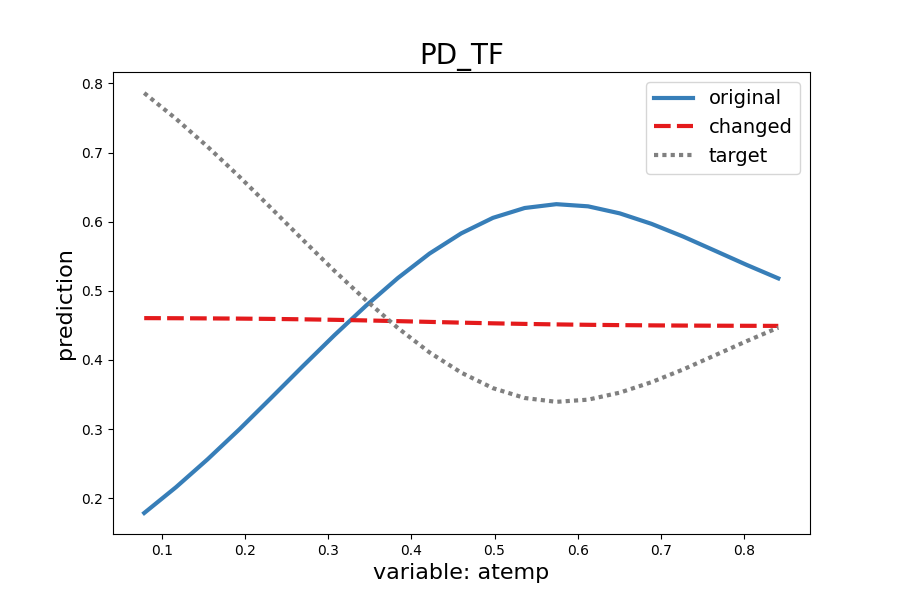 PD_TF
original
changed
target
0.8
0.7
0.6
0.5
0.4
0.3
0.2
prediction
0.1 0.2 0.3 0.4 0.5 0.6 0.7 0.8
variable: atemp